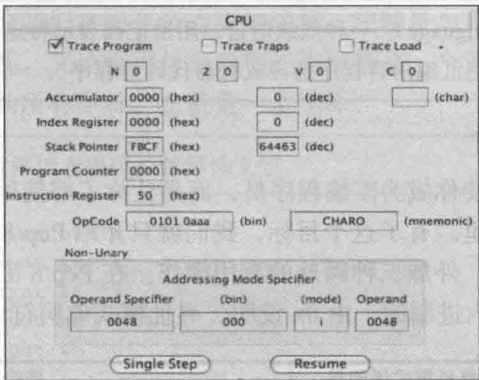 CPU
Trace Program Trace Traps Trace Load
N 0 Z 0 V 0 C 0
Accumulator 0000 (hex) 0 (dec) (char)
Index Register 0000 (hex) 0 (dec)
Stack Pointer FBCF (hex) 64463 (dec)
Program Counter 0000 (hex)
Instruction Register 50 (hex)
OpCode 0101 0aaa (bin) CHARO (mnemonic)
Non-Unary
Addressing Mode Specifier
Operand Specifier (bin) (mode) Operand
0048 000 i 0048
Single Step Resume